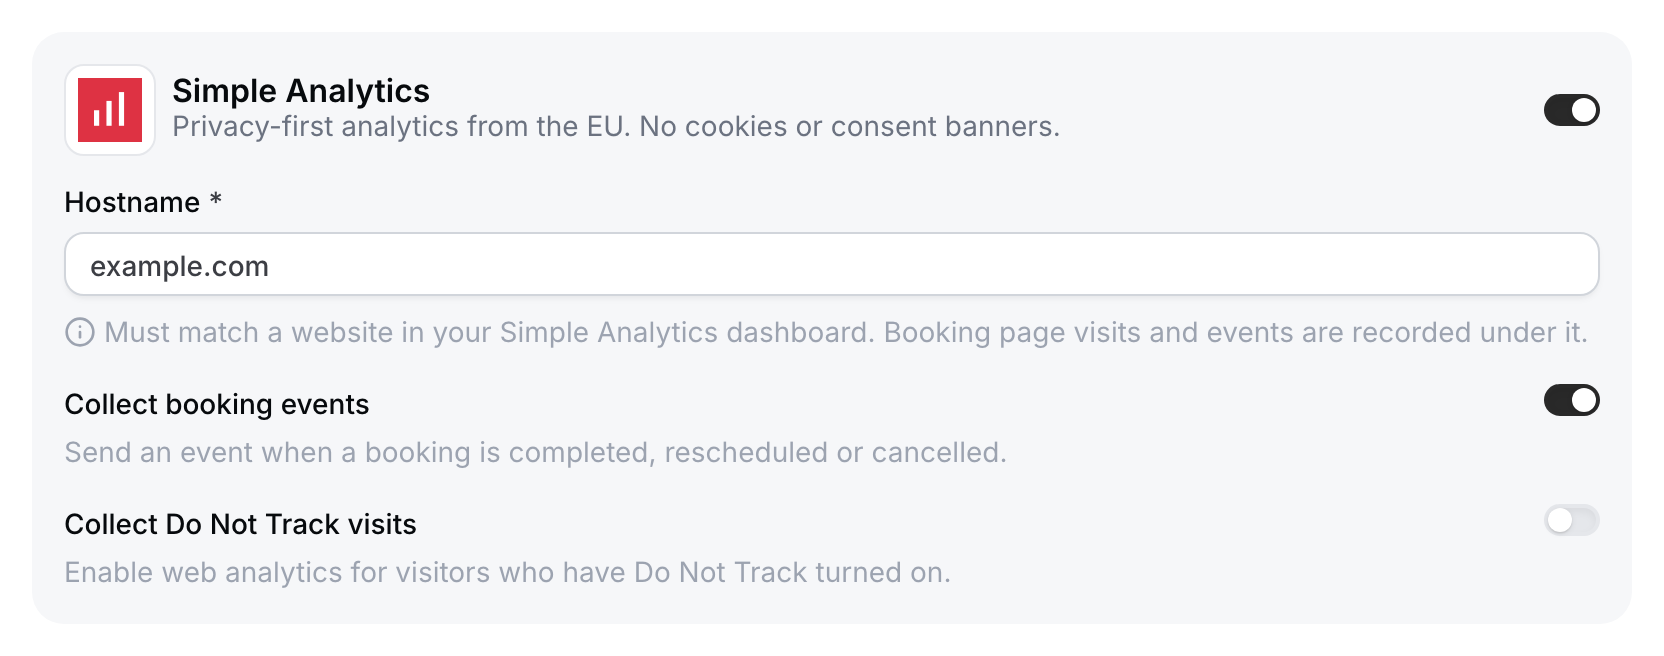 Simple Analytics
Privacy-first analytics from the EU. No cookies or consent banners.
Hostname *
example.com
Must match a website in your Simple Analytics dashboard. Booking page visits and events are recorded under it.
Collect booking events
Send an event when a booking is completed, rescheduled or cancelled.
Collect Do Not Track visits
Enable web analytics for visitors who have Do Not Track turned on.